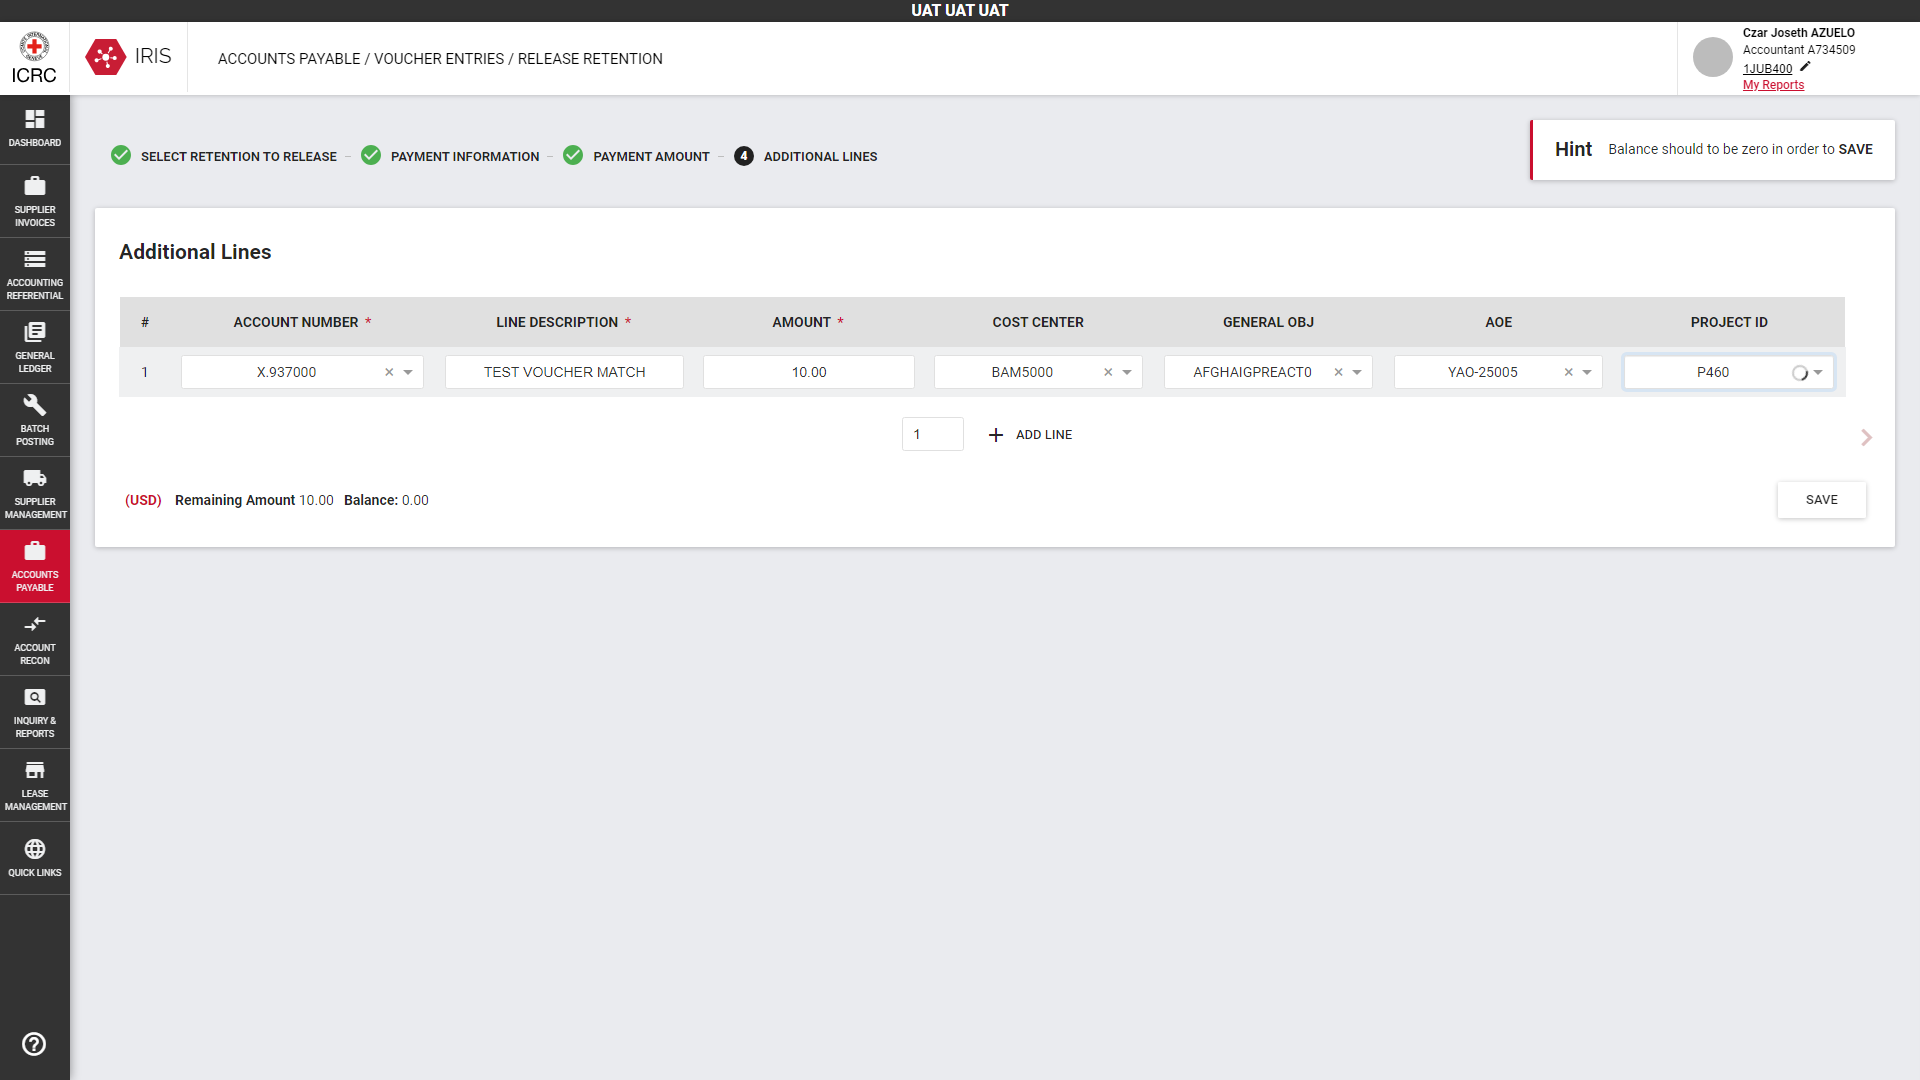 UAT UAT UAT
ICRC
IRIS
ACCOUNTS PAYABLE / VOUCHER ENTRIES / RELEASE RETENTION
Czar Joseth AZUELO
Accountant A734509
1JUB400
My Reports
DASHBOARD
SUPPLIER
INVOICES
ACCOUNTING
REFERENTIAL
GENERAL
LEDGER
BATCH
POSTING
SUPPLIER
MANAGEMENT
ACCOUNTS
PAYABLE
ACCOUNT
RECON
INQUIRY &
REPORTS
LEASE
MANAGEMENT
QUICK LINKS
SELECT RETENTION TO RELEASE – PAYMENT INFORMATION – PAYMENT AMOUNT – 4 ADDITIONAL LINES
Hint Balance should to be zero in order to SAVE
Additional Lines
# ACCOUNT NUMBER * LINE DESCRIPTION * AMOUNT * COST CENTER GENERAL OBJ AOE PROJECT ID
1 X.937000 × TEST VOUCHER MATCH 10.00 BAM5000 × AFGHAIGPREACT0 × YAO-25005 × P460
1 + ADD LINE
(USD) Remaining Amount 10.00 Balance: 0.00
SAVE